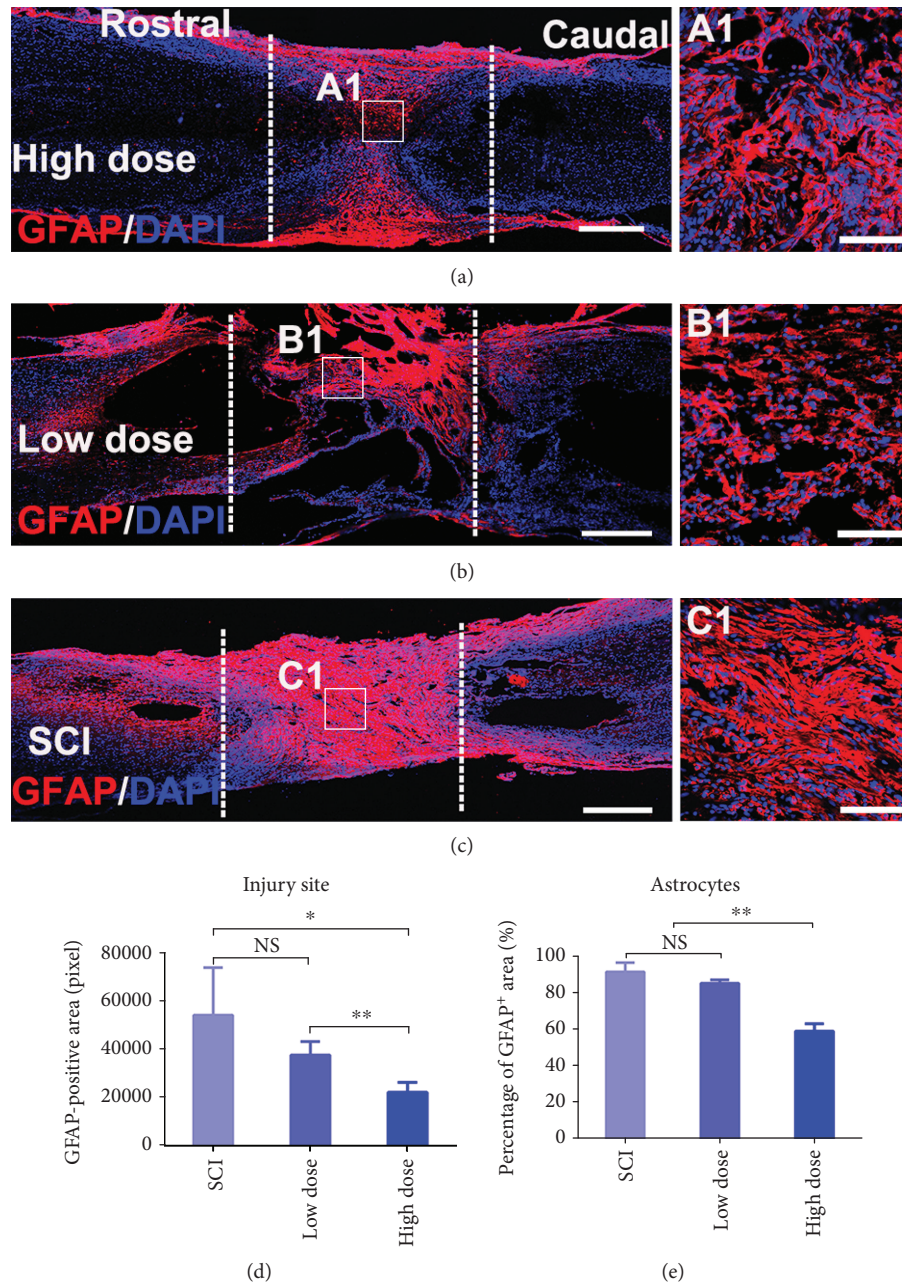 Rostral
Caudal
A1
High dose
GFAP/DAPI
A1
(a)
B1
Low dose
GFAP/DAPI
B1
(b)
C1
SCI
GFAP/DAPI
C1
(c)
Injury site
GFAP-positive area (pixel)
80000
60000
40000
20000
0
*
NS
**
SCI
Low dose
High dose
(d)
Astrocytes
Percentage of GFAP⁺ area (%)
100
80
60
40
20
0
**
NS
SCI
Low dose
High dose
(e)